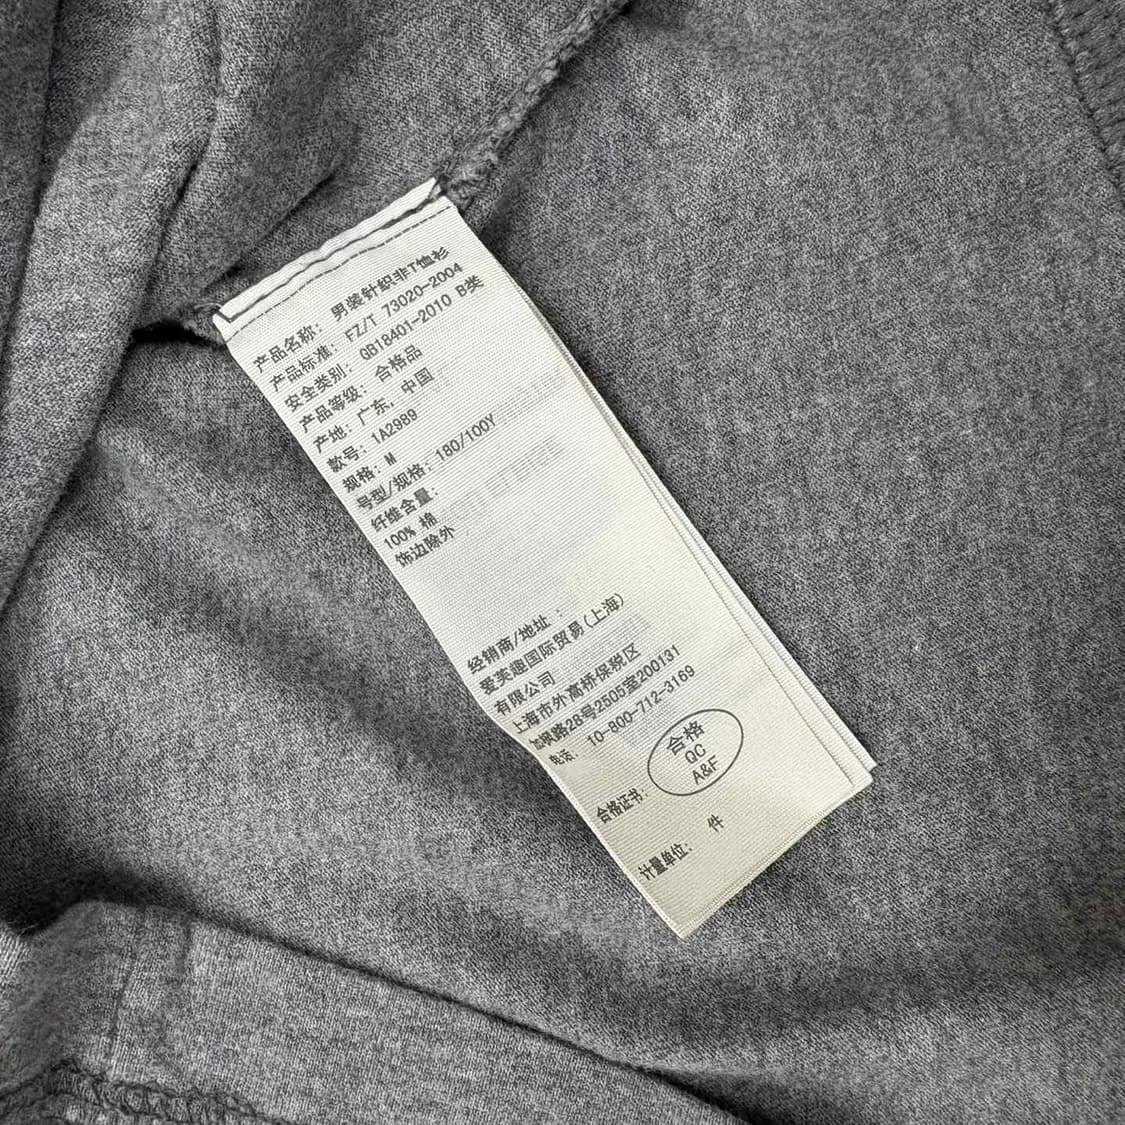 产品名称: 男装针织非T恤衫
产品标准: FZ/T 73020-2004
安全类别: GB18401-2010 B类
产品等级: 合格品
产地: 广东, 中国
款号: 1A2989
规格: M
号型/规格: 180/100Y
纤维含量:
100% 棉
饰边除外
经销商/地址:
爱芙趣国际贸易(上海)
有限公司
上海市外高桥保税区
加枫路28号2505室200131
电话: 10-800-712-3169
合格证书:
合格
QC
A&F
计量单位: 件